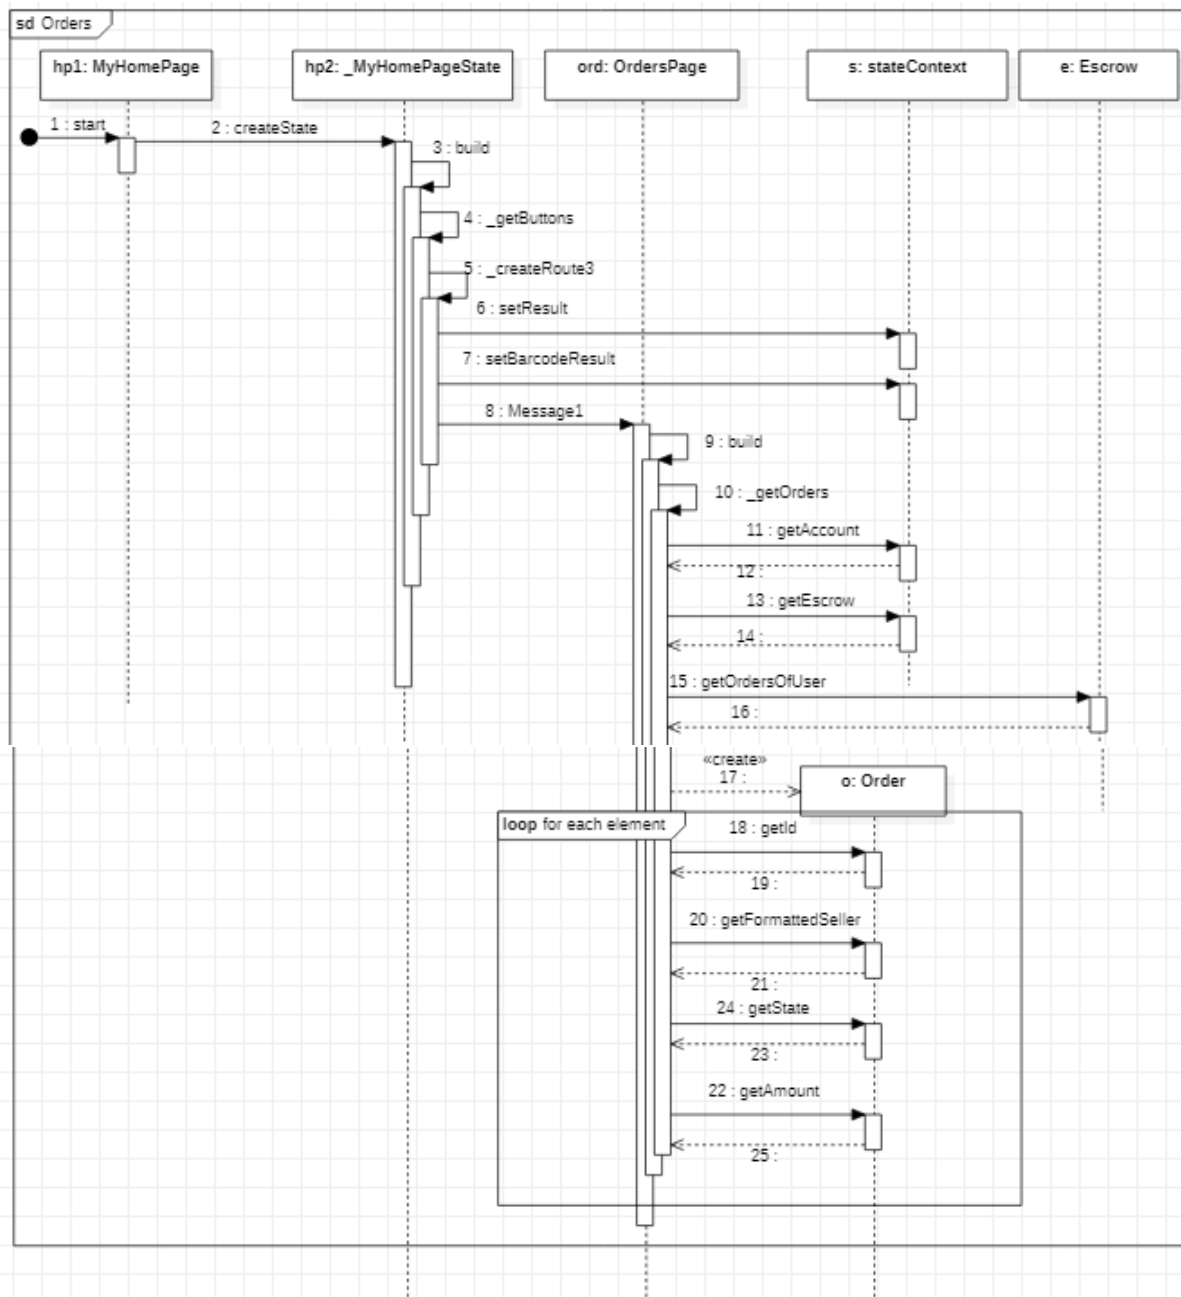 sd Orders
hp1: MyHomePage
hp2: _MyHomePageState
ord: OrdersPage
s: stateContext
e: Escrow
1 : start
2 : createState
3 : build
4 : _getButtons
5 : _createRoute3
6 : setResult
7 : setBarcodeResult
8 : Message1
9 : build
10 : _getOrders
11 : getAccount
12 :
13 : getEscrow
14 :
15 : getOrdersOfUser
16 :
«create»
17 :
o: Order
loop for each element
18 : getId
19 :
20 : getFormattedSeller
21 :
24 : getState
23 :
22 : getAmount
25 :